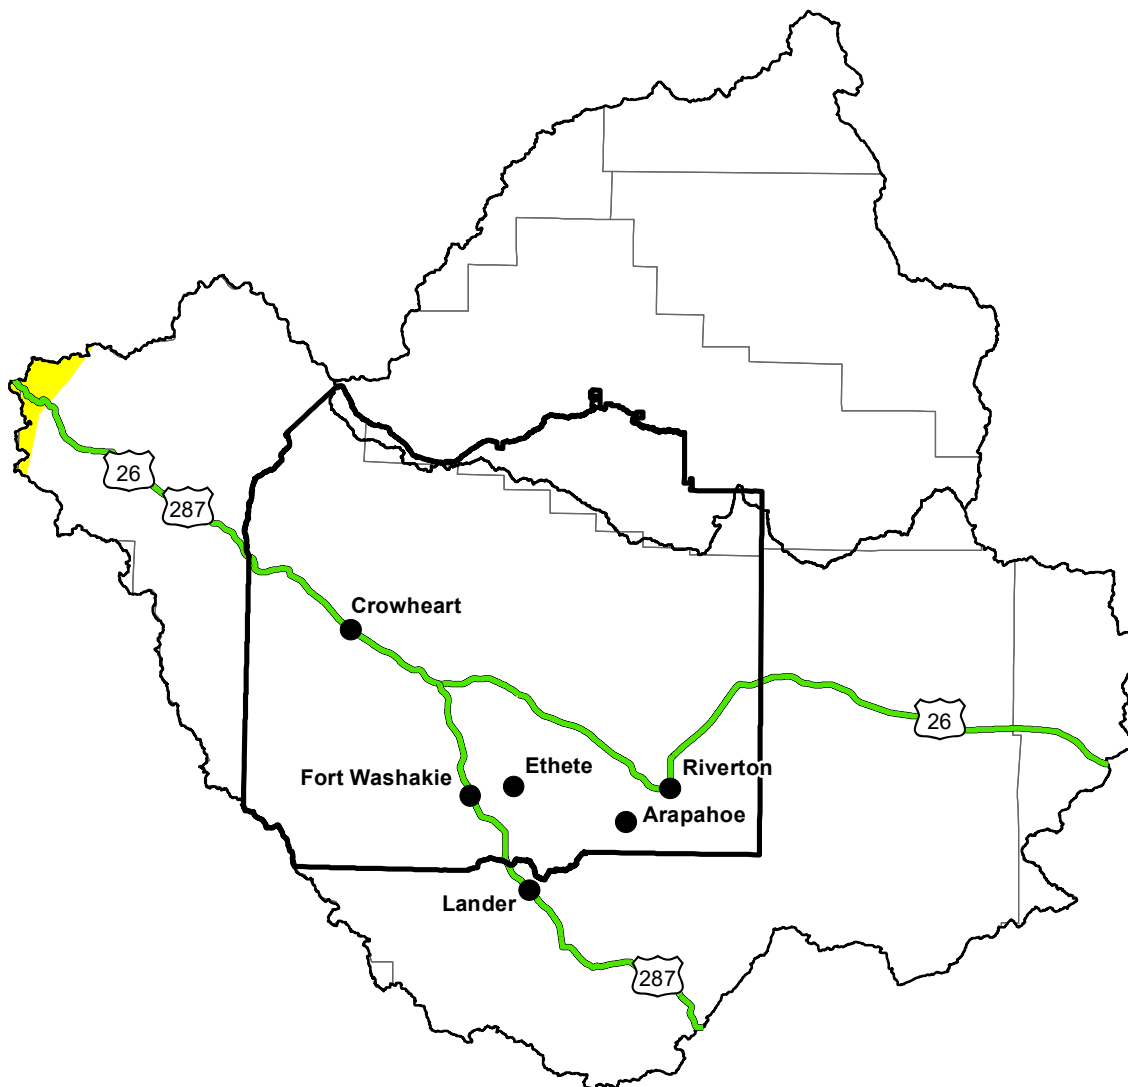 26
287
Crowheart
26
Ethete
Riverton
Fort Washakie
Arapahoe
Lander
287